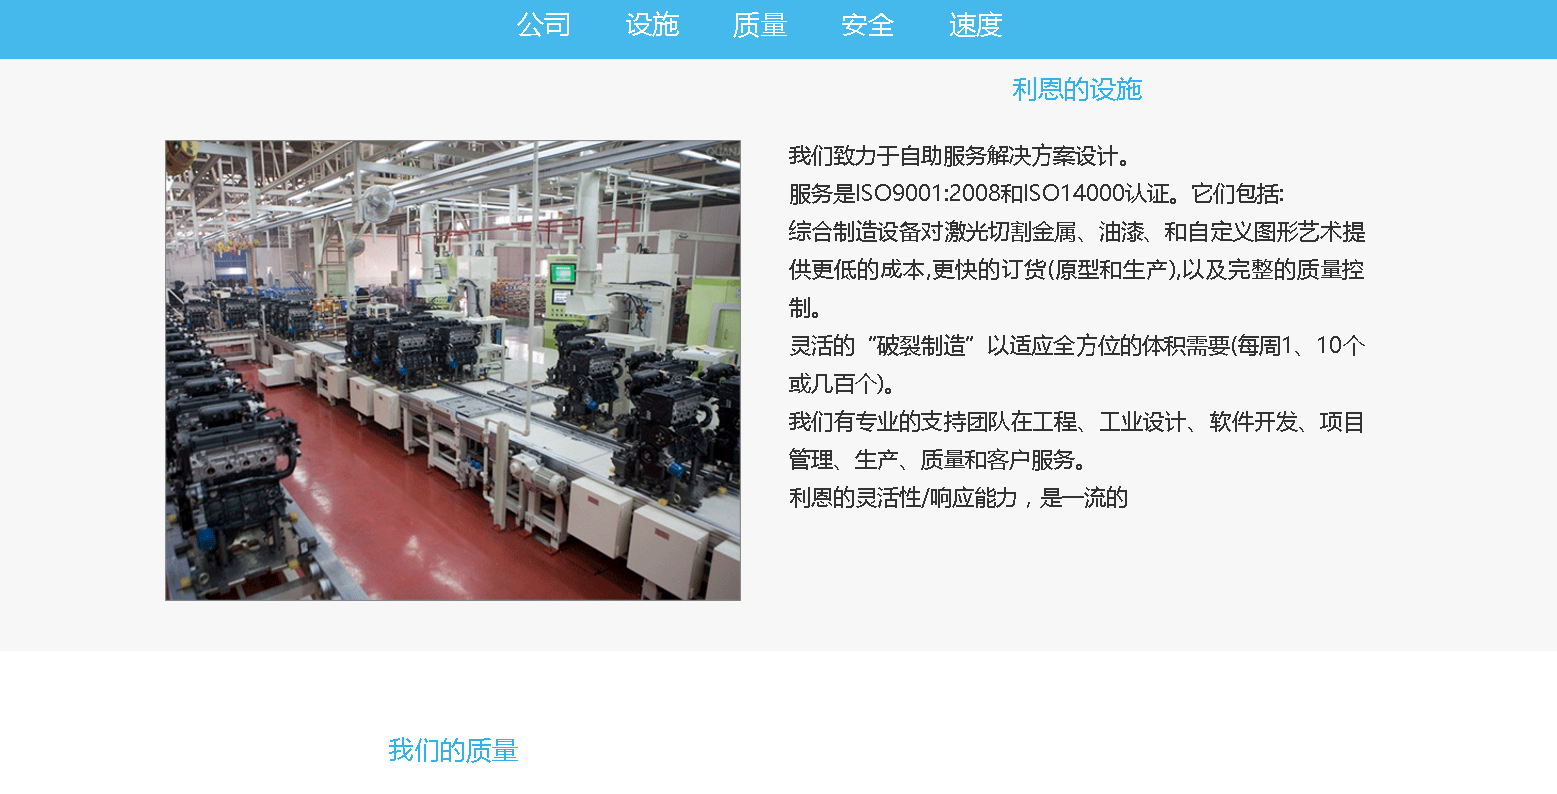 公司 设施 质量 安全 速度
利恩的设施
我们致力于自助服务解决方案设计。
服务是ISO9001:2008和ISO14000认证。它们包括:
综合制造设备对激光切割金属、油漆、和自定义图形艺术提
供更低的成本,更快的订货(原型和生产),以及完整的质量控
制。
灵活的“破裂制造”以适应全方位的体积需要(每周1、10个
或几百个)。
我们有专业的支持团队在工程、工业设计、软件开发、项目
管理、生产、质量和客户服务。
利恩的灵活性/响应能力，是一流的
我们的质量